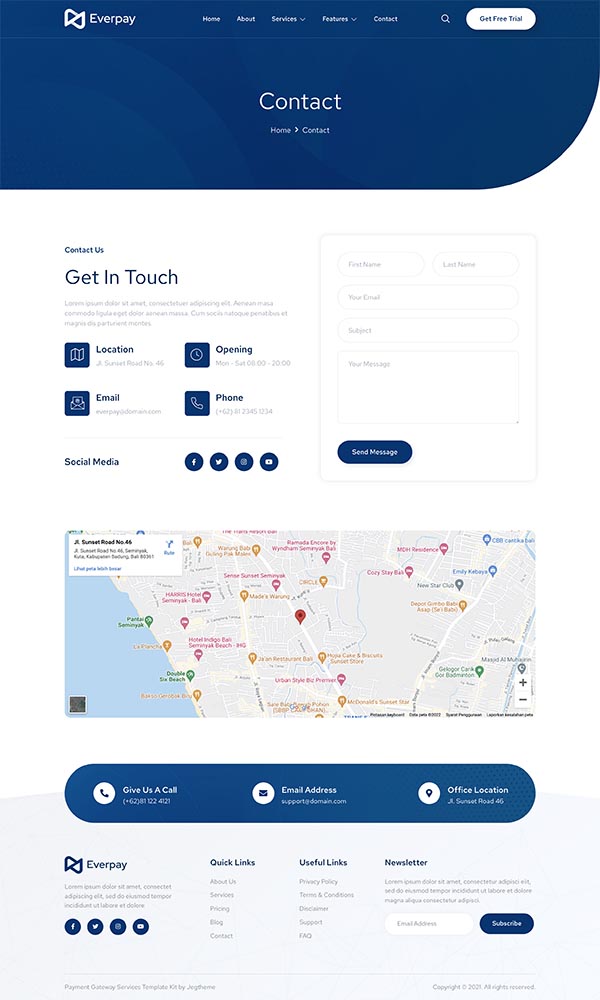 Everpay
Home
About
Services
Features
Contact
Get Free Trial
Contact
Home
Contact
Contact Us
Get In Touch
Lorem ipsum dolor sit amet, consectetuer adipiscing elit. Aenean masa
commodo ligula eget dolor aenean massa. Cum sociis natoque penatibus et
magnis dis parturient montes.
Location
Jl. Sunset Road No. 46
Opening
Mon - Sat 08:00 - 20:00
Email
everpay@domain.com
Phone
(+62) 81 2345 1234
Social Media
First Name
Last Name
Your Email
Subject
Your Message
Send Message
Jl. Sunset Road No.46
Jl. Sunset Road No.46, Seminyak,
Kuta, Kabupaten Badung, Bali 80361
Rute
Lihat peta lebih besar
The Trans Resort Bali
Warung Bab
Guling Pak Malen
Ramada Encore by
Wyndham Seminyak Bali
MDH Residence
CBB cantika bali
Sense Sunset Seminyak
CIRCLE
Cozy Stay Bali
Emily Kebaya
New Star Club
HARRIS Hotel
Seminyak - Bali
Made's Warung
Depot Gimbo Babi
Asap (Se'i Babi)
Pantai
Seminyak
La Plancha
Hotel Indigo Bali
Seminyak Beach - IHG
Ja'an Restaurant Bali
Hypia Cake & Biscuits
Sunset Store
Masjid Al Muhajirin
Gelogor Carik
Gor Badminton
Double
Six Beach
Urban Style Biz Premier
Bakso Gerobak Biru
McDonald's Sunset Star
Pintasan keyboard
Data peta ©2022
Syarat Penggunaan
Laporkan kesalahan peta
Give Us A Call
(+62)81 122 4121
Email Address
support@domain.com
Office Location
Jl. Sunset Road 46
Everpay
Lorem ipsum dolor sit amet, consectet
adipiscing elit, sed do eiusmod tempor
incididunt ut labore et dolore
Quick Links
About Us
Services
Pricing
Blog
Contact
Useful Links
Privacy Policy
Terms & Conditions
Disclaimer
Support
FAQ
Newsletter
Lorem ipsum dolor sit amet, consectetur adipisci elit,
sed eiusmod tempor incidunt ut labore et dolore
magna aliqua consectetur adipisi.
Email Address
Subscribe
Payment Gateway Services Template Kit by Jegtheme
Copyright © 2021. All rights reserved.